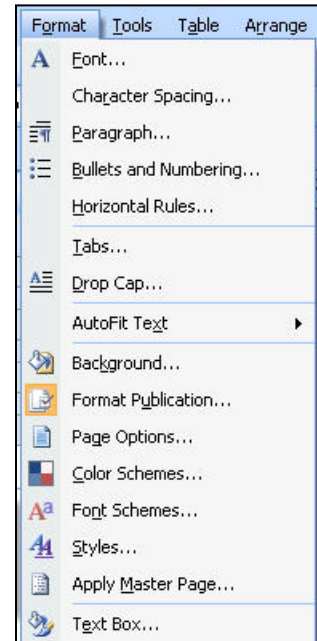 Format Tools Table Arrange
Font...
Character Spacing...
Paragraph...
Bullets and Numbering...
Horizontal Rules...
Tabs...
Drop Cap...
AutoFit Text
Background...
Format Publication...
Page Options...
Color Schemes...
Font Schemes...
Styles...
Apply Master Page...
Text Box...